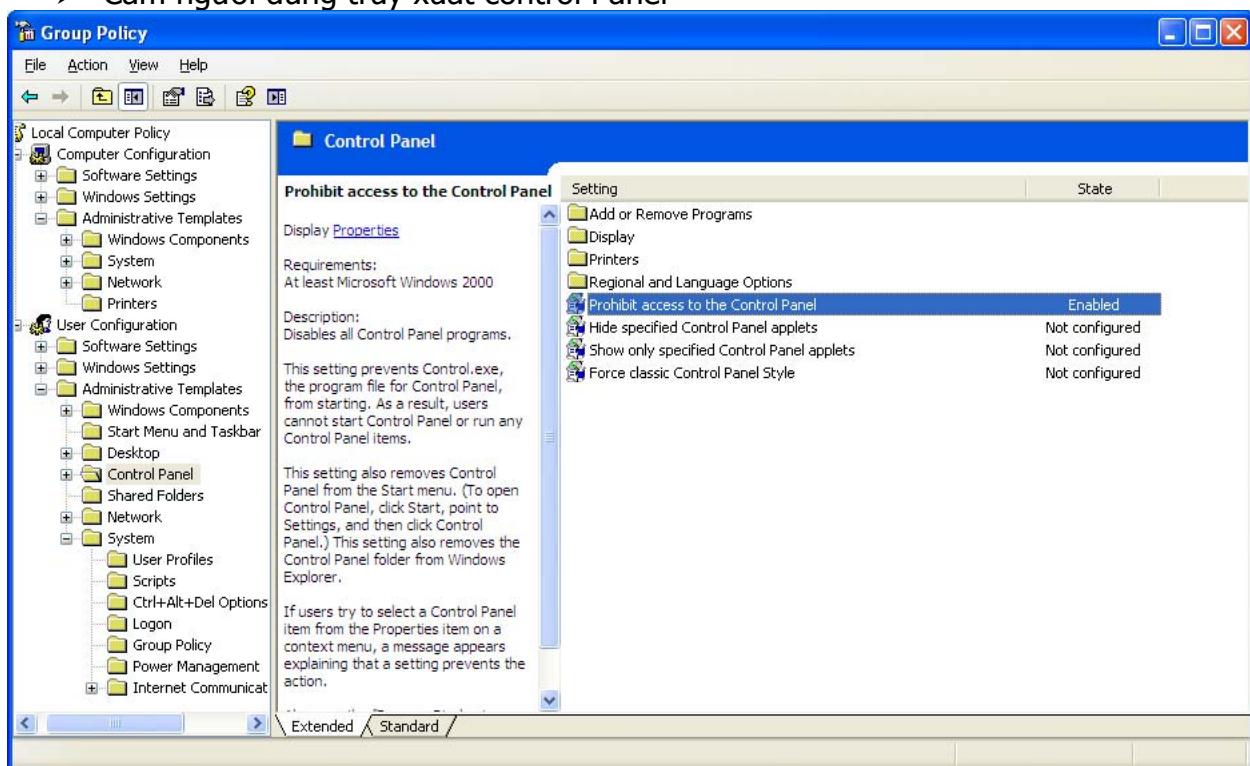 Cấm người dùng truy xuất control Panel
Group Policy
File Action View Help
Local Computer Policy
Computer Configuration
Software Settings
Windows Settings
Administrative Templates
Windows Components
System
Network
Printers
User Configuration
Software Settings
Windows Settings
Administrative Templates
Windows Components
Start Menu and Taskbar
Desktop
Control Panel
Shared Folders
Network
System
User Profiles
Scripts
Ctrl+Alt+Del Options
Logon
Group Policy
Power Management
Internet Communicat
Control Panel
Prohibit access to the Control Panel
Display Properties
Requirements:
At least Microsoft Windows 2000
Description:
Disables all Control Panel programs.
This setting prevents Control.exe,
the program file for Control Panel,
from starting. As a result, users
cannot start Control Panel or run any
Control Panel items.
This setting also removes Control
Panel from the Start menu. (To open
Control Panel, click Start, point to
Settings, and then click Control
Panel.) This setting also removes the
Control Panel folder from Windows
Explorer.
If users try to select a Control Panel
item from the Properties item on a
context menu, a message appears
explaining that a setting prevents the
action.
Setting State
Add or Remove Programs
Display
Printers
Regional and Language Options
Prohibit access to the Control Panel Enabled
Hide specified Control Panel applets Not configured
Show only specified Control Panel applets Not configured
Force classic Control Panel Style Not configured
Extended Standard